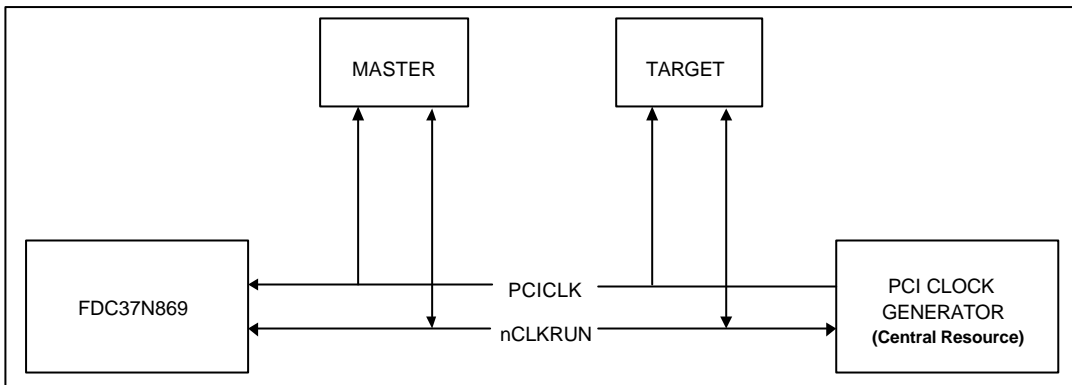 MASTER
TARGET
FDC37N869
PCICLK
nCLKRUN
PCI CLOCK
GENERATOR
(Central Resource)